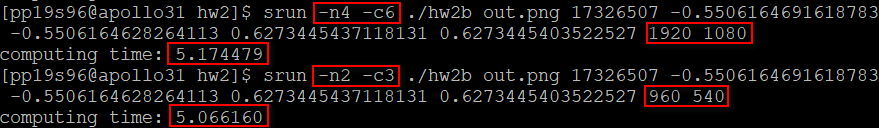 [pp19s96@apollo31 hw2]$ srun -n4 -c6 ./hw2b out.png 17326507 -0.5506164691618783
-0.5506164628264113 0.6273445437118131 0.6273445403522527 1920 1080
computing time: 5.174479
[pp19s96@apollo31 hw2]$ srun -n2 -c3 ./hw2b out.png 17326507 -0.5506164691618783
-0.5506164628264113 0.6273445437118131 0.6273445403522527 960 540
computing time: 5.066160